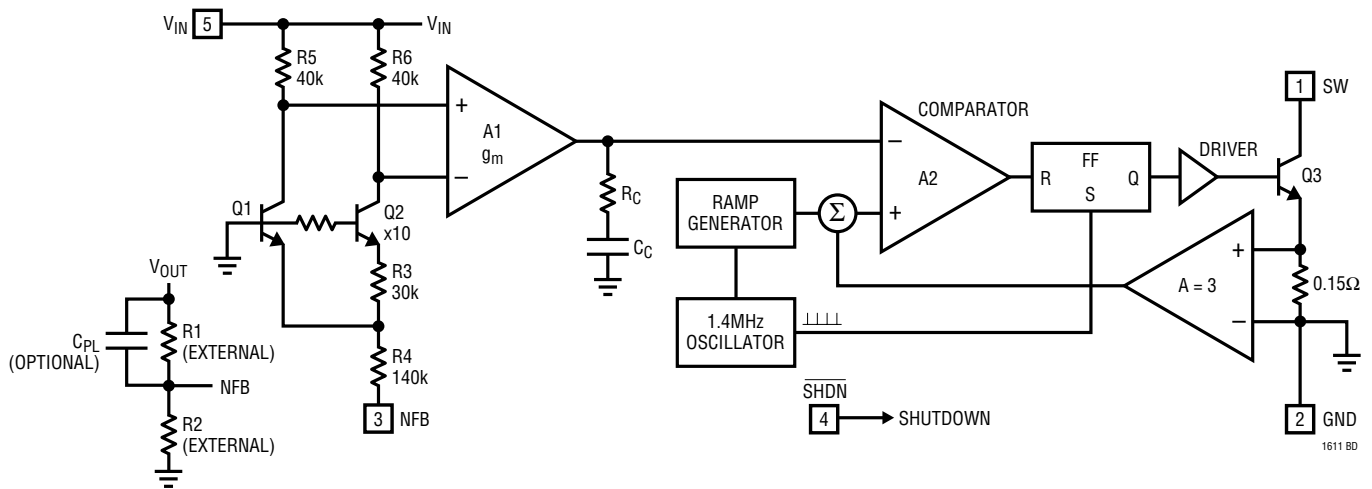 VIN 5 VIN
R5
40k
R6
40k
+
A1
gm
–
Q1
Q2
x10
R3
30k
R4
140k
3 NFB
VOUT
CPL
(OPTIONAL)
R1
(EXTERNAL)
NFB
R2
(EXTERNAL)
RC
CC
COMPARATOR
–
A2
+
RAMP
GENERATOR
Σ
1.4MHz
OSCILLATOR
SHDN
4 SHUTDOWN
FF
R Q
S
DRIVER
1 SW
Q3
+
A = 3
–
0.15Ω
2 GND
1611 BD